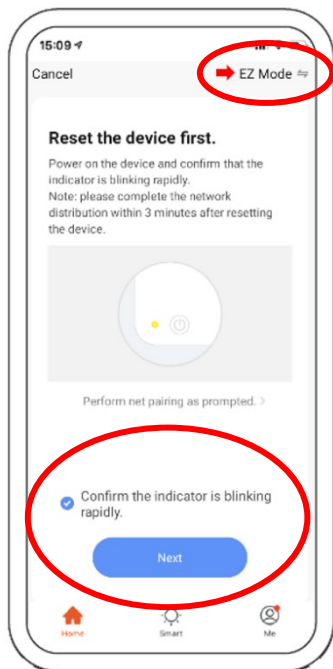 15:09
Cancel
EZ Mode
Reset the device first.
Power on the device and confirm that the
indicator is blinking rapidly.
Note: please complete the network
distribution within 3 minutes after resetting
the device.
Perform net pairing as prompted. >
Confirm the indicator is blinking
rapidly.
Next
Home
Smart
Me